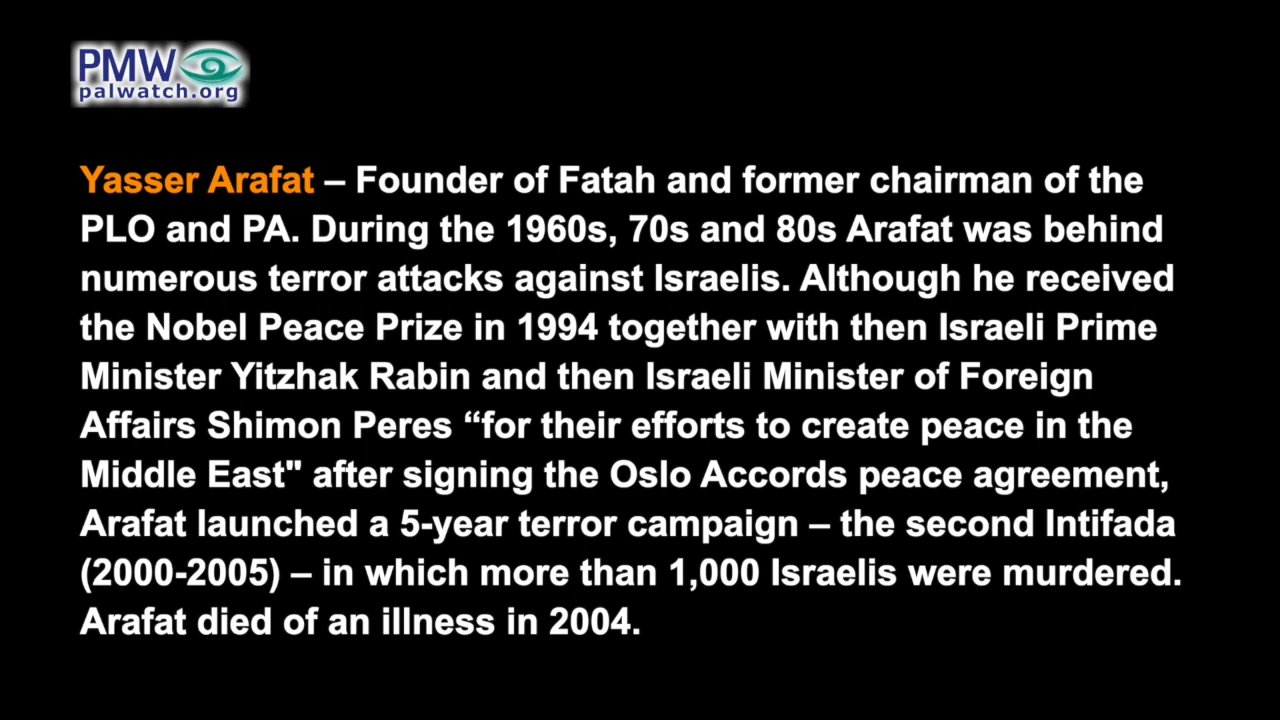 PMW
palwatch.org
Yasser Arafat – Founder of Fatah and former chairman of the
PLO and PA. During the 1960s, 70s and 80s Arafat was behind
numerous terror attacks against Israelis. Although he received
the Nobel Peace Prize in 1994 together with then Israeli Prime
Minister Yitzhak Rabin and then Israeli Minister of Foreign
Affairs Shimon Peres “for their efforts to create peace in the
Middle East" after signing the Oslo Accords peace agreement,
Arafat launched a 5-year terror campaign – the second Intifada
(2000-2005) – in which more than 1,000 Israelis were murdered.
Arafat died of an illness in 2004.